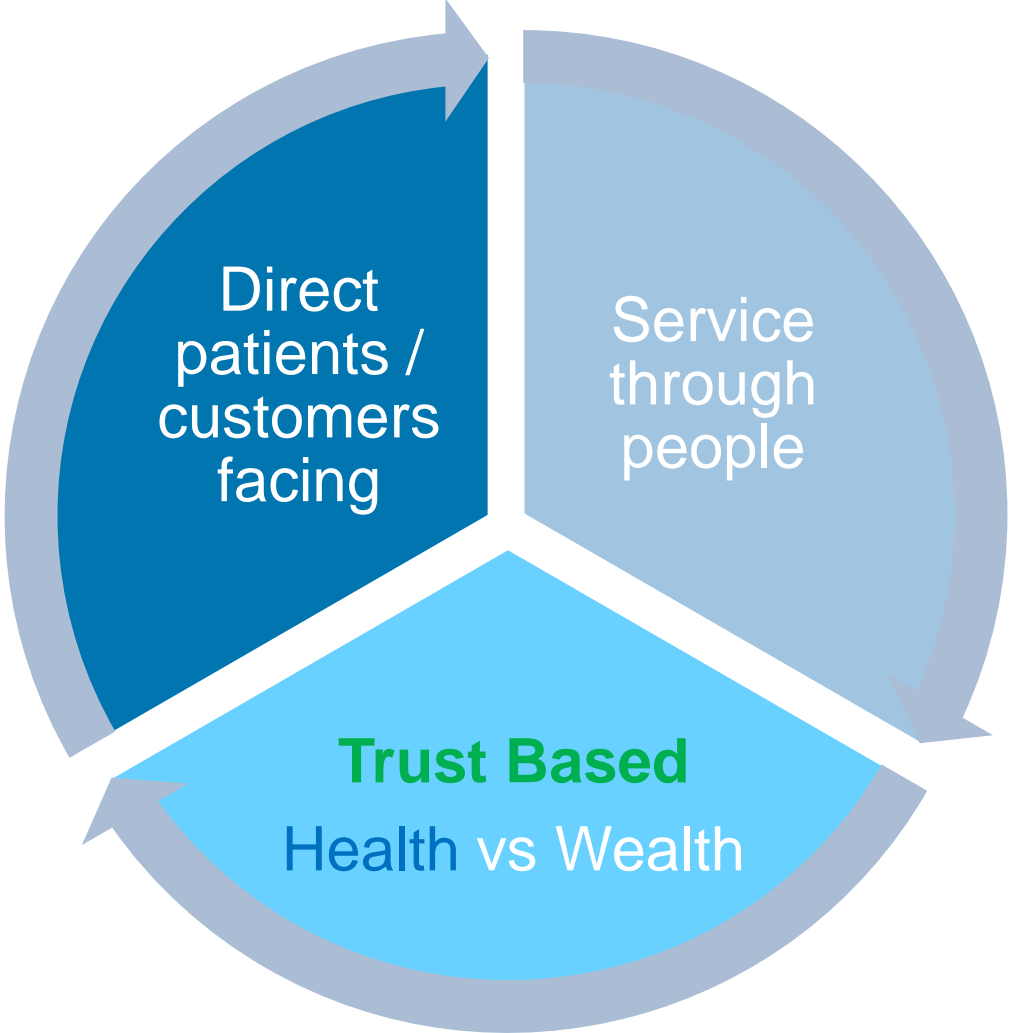 Direct
patients /
customers
facing
Service
through
people
Trust Based
Health vs Wealth